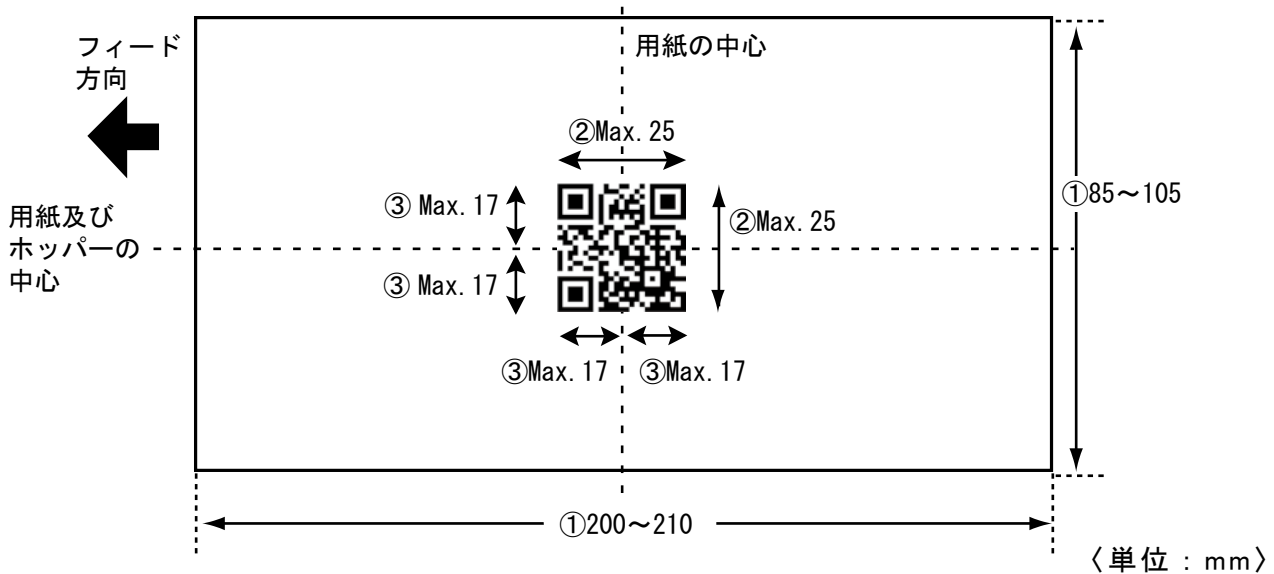 フィード
方向
用紙の中心
②Max. 25
③ Max. 17
②Max. 25
①85～105
用紙及び
ホッパーの
中心
③ Max. 17
③Max. 17
③Max. 17
①200～210
〈単位：mm〉